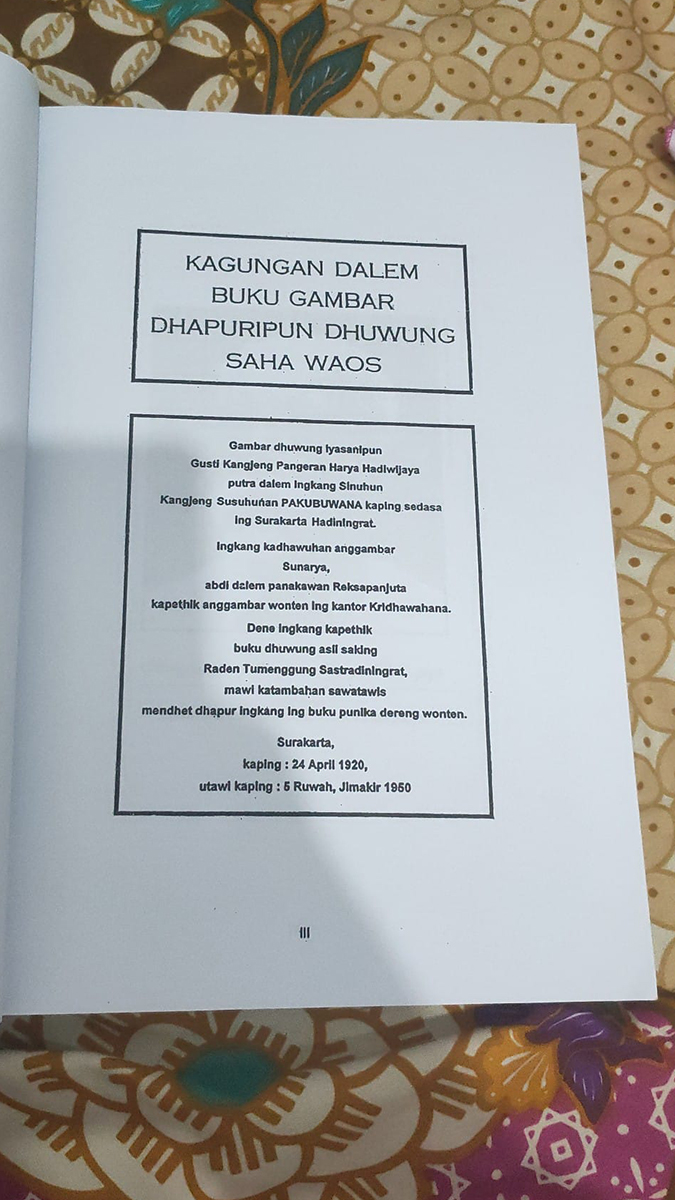 KAGUNGAN DALEM
BUKU GAMBAR
DHAPURIPUN DHUWUNG
SAHA WAOS
Gambar dhuwung iyasanipun
Gusti Kangjeng Pangeran Harya Hadiwijaya
putra dalem ingkang Sinuhun
Kangjeng Susuhunan PAKUBUWANA kaping sedasa
ing Surakarta Hadiningrat.
Ingkang kadhawuhan anggambar
Sunarya,
abdi dalem panakawan Reksapanjuta
kapethik anggambar wonten ing kantor Kridhawahana.
Dene ingkang kapethik
buku dhuwung asli saking
Raden Tumenggung Sastradiningrat,
mawi katambahan sawatawis
mendhet dhapur ingkang ing buku punika dereng wonten.
Surakarta,
kaping : 24 April 1920,
utawi kaping : 5 Ruwah, Jimakir 1950
III